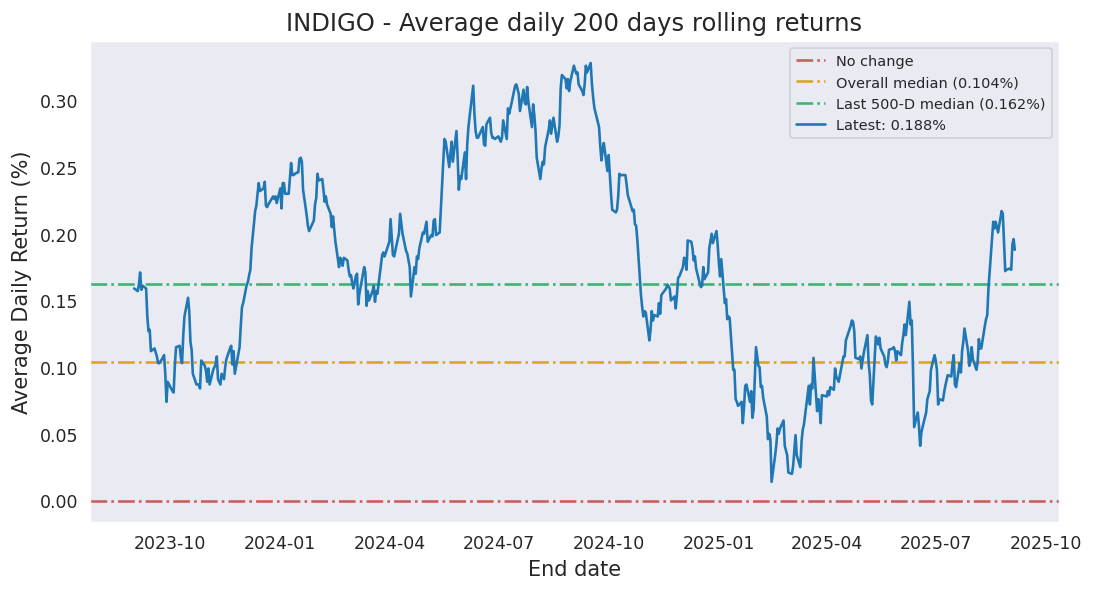 INDIGO - Average daily 200 days rolling returns
No change
Overall median (0.104%)
Last 500-D median (0.162%)
Latest: 0.188%
Average Daily Return (%)
0.30
0.25
0.20
0.15
0.10
0.05
0.00
2023-10 2024-01 2024-04 2024-07 2024-10 2025-01 2025-04 2025-07 2025-10
End date